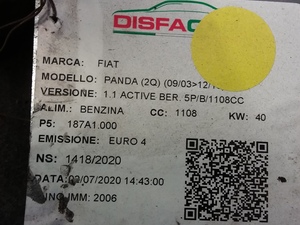 MARCA: FIAT
MODELLO: PANDA (2Q) (09/03>12/
VERSIONE: 1.1 ACTIVE BER. 5P/B/1108CC
ALIM.: BENZINA CC: 1108 KW: 40
P5: 187A1.000
EMISSIONE: EURO 4
NS: 1418/2020
DATA: /07/2020 14:43:00
IMM: 2006